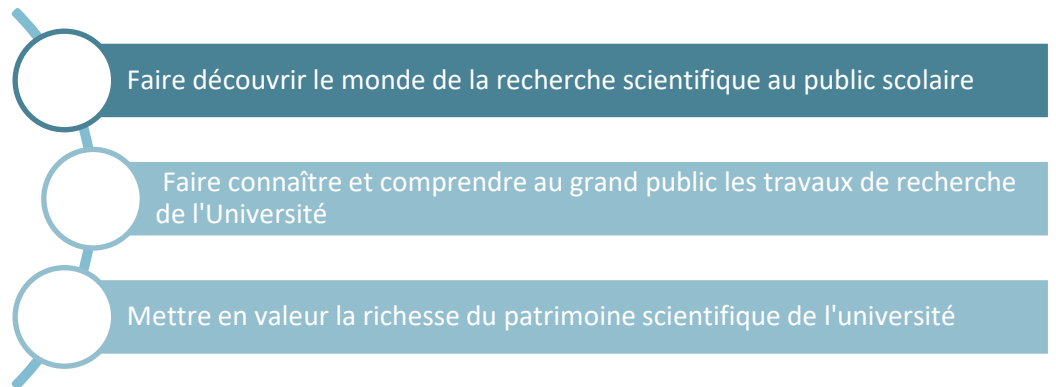 Faire découvrir le monde de la recherche scientifique au public scolaire
Faire connaître et comprendre au grand public les travaux de recherche
de l'Université
Mettre en valeur la richesse du patrimoine scientifique de l'université